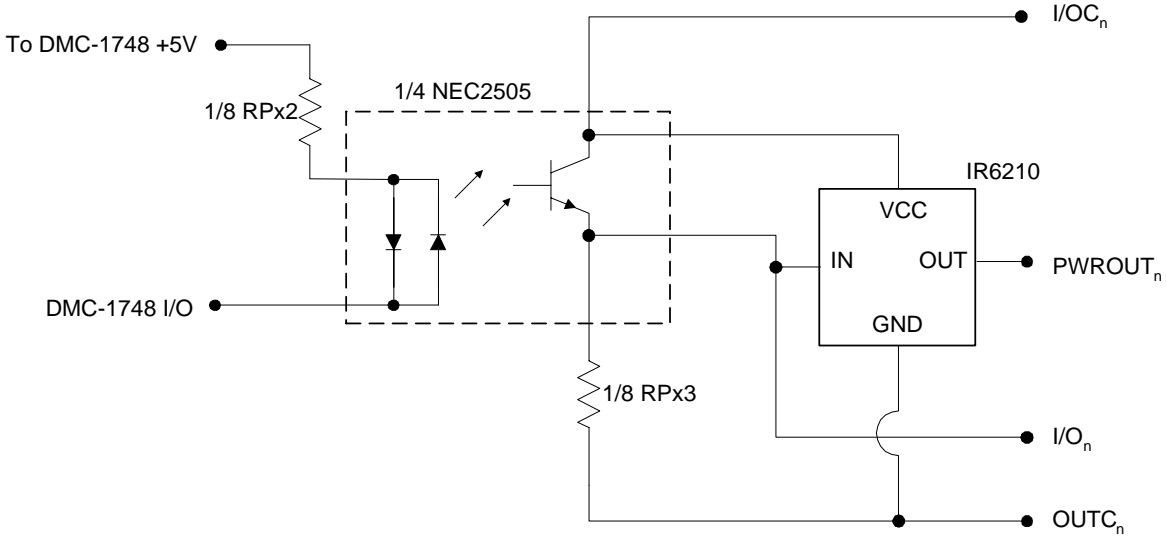 I/OCn
To DMC-1748 +5V
1/4 NEC2505
1/8 RPx2
IR6210
VCC
IN
OUT
PWROUTn
DMC-1748 I/O
GND
1/8 RPx3
I/On
OUTCn